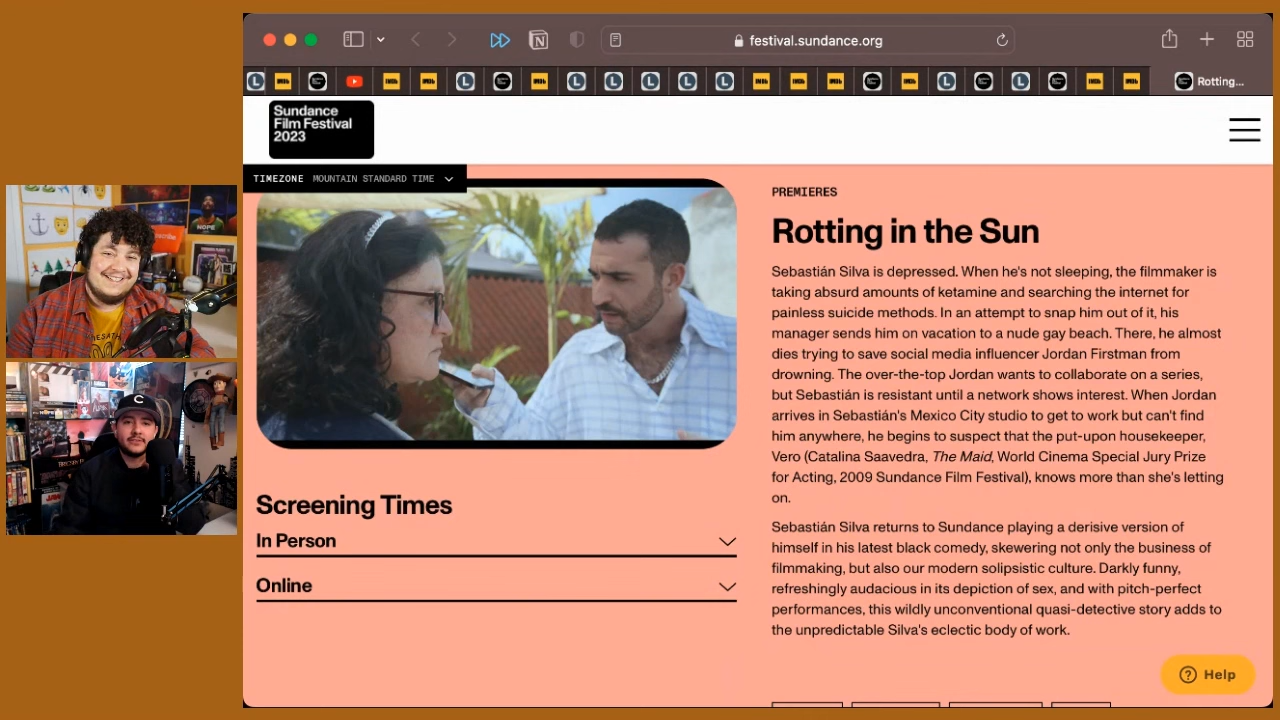 festival.sundance.org
Rotting...
Sundance
Film Festival
2023
TIMEZONE MOUNTAIN STANDARD TIME
PREMIERES
Rotting in the Sun
Sebastián Silva is depressed. When he's not sleeping, the filmmaker is
taking absurd amounts of ketamine and searching the internet for
painless suicide methods. In an attempt to snap him out of it, his
manager sends him on vacation to a nude gay beach. There, he almost
dies trying to save social media influencer Jordan Firstman from
drowning. The over-the-top Jordan wants to collaborate on a series,
but Sebastián is resistant until a network shows interest. When Jordan
arrives in Sebastián's Mexico City studio to get to work but can't find
him anywhere, he begins to suspect that the put-upon housekeeper,
Vero (Catalina Saavedra, The Maid, World Cinema Special Jury Prize
for Acting, 2009 Sundance Film Festival), knows more than she's letting
on.
Sebastián Silva returns to Sundance playing a derisive version of
himself in his latest black comedy, skewering not only the business of
filmmaking, but also our modern solipsistic culture. Darkly funny,
refreshingly audacious in its depiction of sex, and with pitch-perfect
performances, this wildly unconventional quasi-detective story adds to
the unpredictable Silva's eclectic body of work.
Screening Times
In Person
Online
Help
NOPE
C